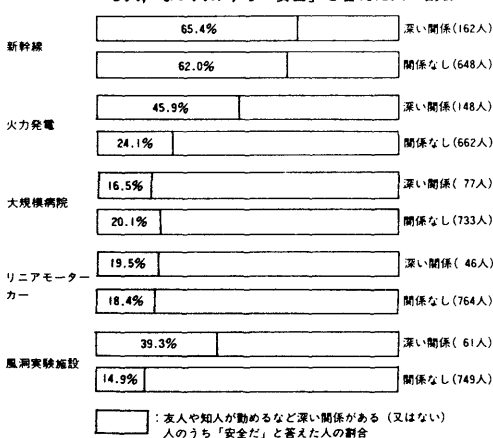 新幹線
65.4%
深い関係(162人)
62.0%
関係なし(648人)
火力発電
45.9%
深い関係(148人)
24.1%
関係なし(662人)
大規模病院
16.5%
深い関係( 77人)
20.1%
関係なし(733人)
リニアモーター
カー
19.5%
深い関係( 46人)
18.4%
関係なし(764人)
風洞実験施設
39.3%
深い関係( 61人)
14.9%
関係なし(749人)
：友人や知人が勤めるなど深い関係がある（又はない）
人のうち「安全だ」と答えた人の割合